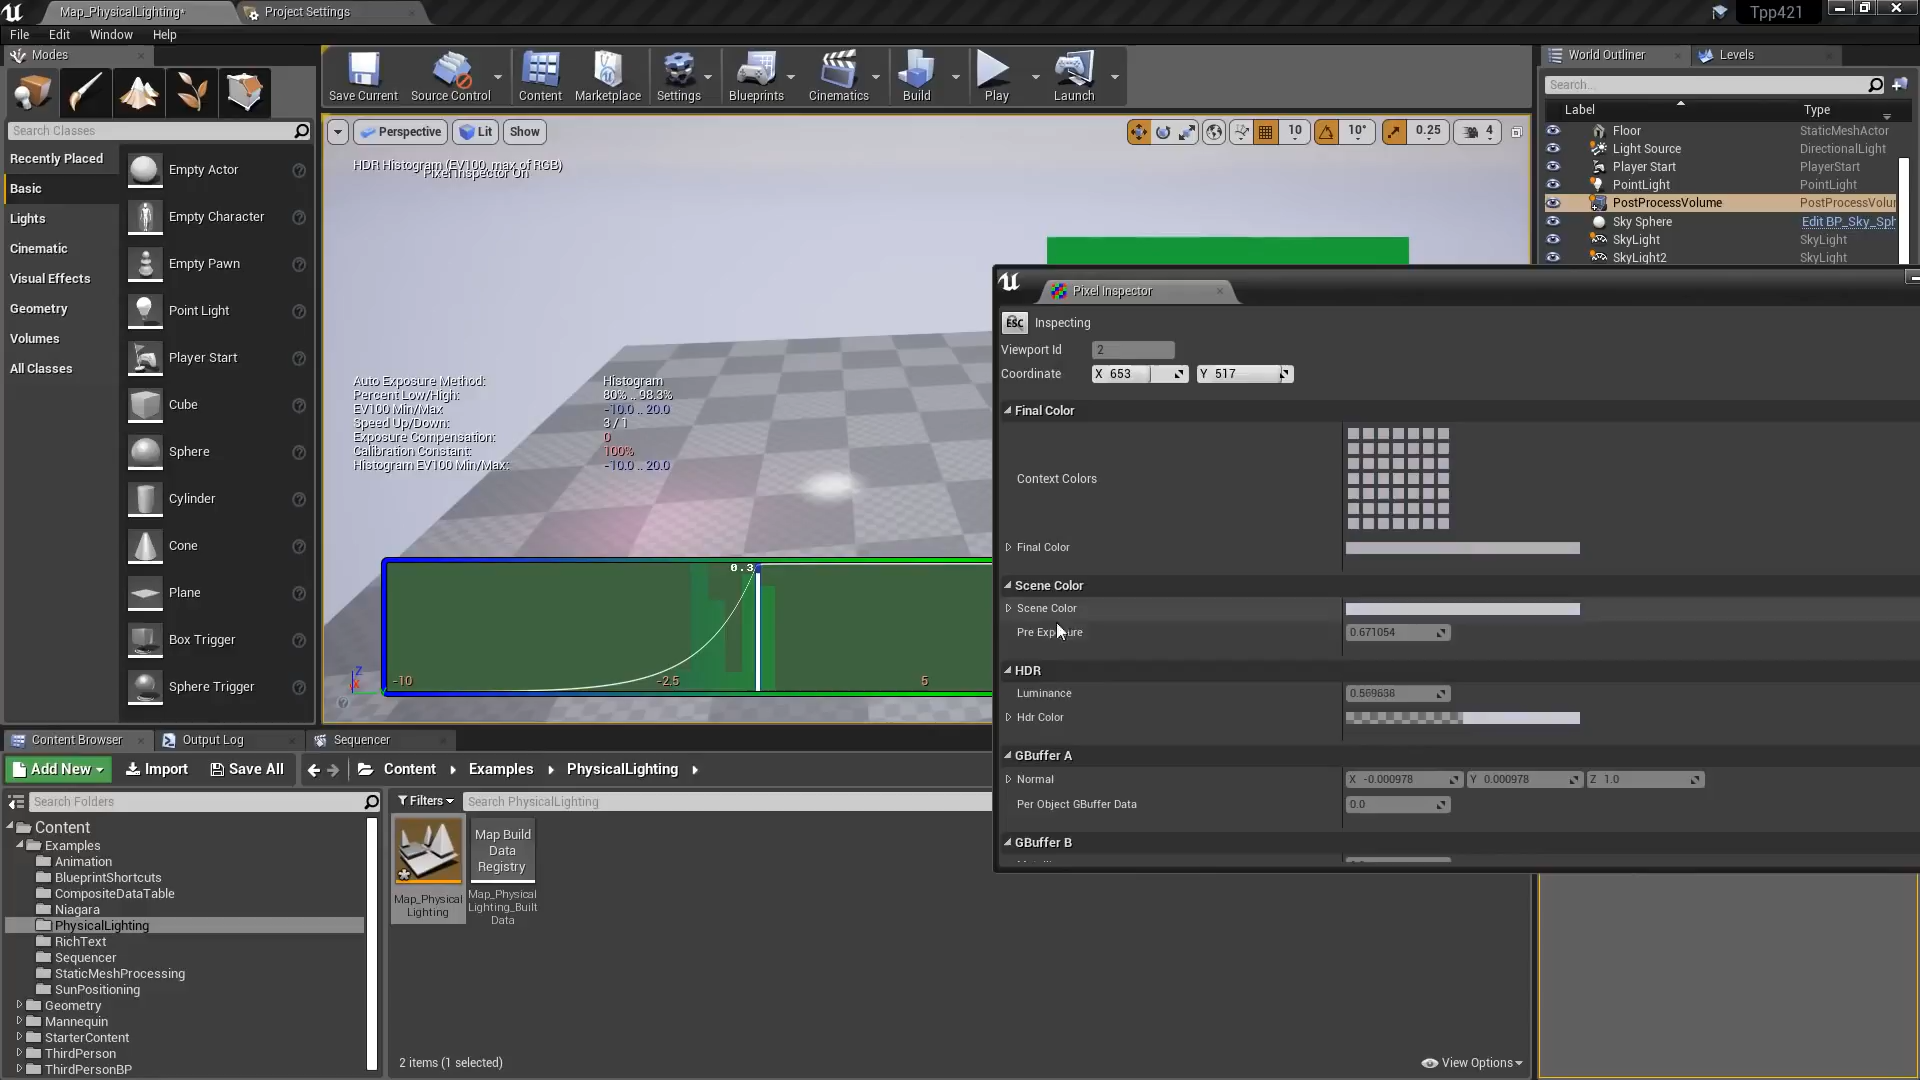 Map_PhysicalLighting*
Project Settings
Tpp421
File
Edit
Window
Help
Modes
Search Classes
Recently Placed
Basic
Lights
Cinematic
Visual Effects
Geometry
Volumes
All Classes
Empty Actor
Empty Character
Empty Pawn
Point Light
Player Start
Cube
Sphere
Cylinder
Cone
Plane
Box Trigger
Sphere Trigger
Save Current
Source Control
Content
Marketplace
Settings
Blueprints
Cinematics
Build
Play
Launch
Perspective
Lit
Show
10
10°
0.25
4
HDR Histogram (EV100, max of RGB)
Pixel Inspector On
Auto Exposure Method: Histogram
Percent Low/High: 80% .. 98.3%
EV100 Min/Max -10.0 .. 20.0
Speed Up/Down: 3 / 1
Exposure Compensation: 0
Calibration Constant: 100%
Histogram EV100 Min/Max: -10.0 .. 20.0
0.3
-10
-2.5
5
Z
X
World Outliner
Levels
Search...
Label Type
Floor StaticMeshActor
Light Source DirectionalLight
Player Start PlayerStart
PointLight PointLight
PostProcessVolume PostProcessVolur
Sky Sphere Edit BP_Sky_Sph
SkyLight SkyLight
SkyLight2 SkyLight
Pixel Inspector
ESC Inspecting
Viewport Id 2
Coordinate X 653 Y 517
Final Color
Context Colors
Final Color
Scene Color
Scene Color
Pre Exposure 0.671054
HDR
Luminance
Hdr Color
GBuffer A
Normal X -0.000978 Y 0.000978 Z 1.0
Per Object GBuffer Data 0.0
GBuffer B
Content Browser
Output Log
Sequencer
Add New
Import
Save All
Content
Examples
PhysicalLighting
Search Folders
Filters
Search PhysicalLighting
Content
Examples
Animation
BlueprintShortcuts
CompositeDataTable
Niagara
PhysicalLighting
RichText
Sequencer
StaticMeshProcessing
SunPositioning
Geometry
Mannequin
StarterContent
ThirdPerson
ThirdPersonBP
Map Build
Data
Registry
Map_Physical
Lighting
Map_Physical
Lighting_Built
Data
2 items (1 selected)
View Options